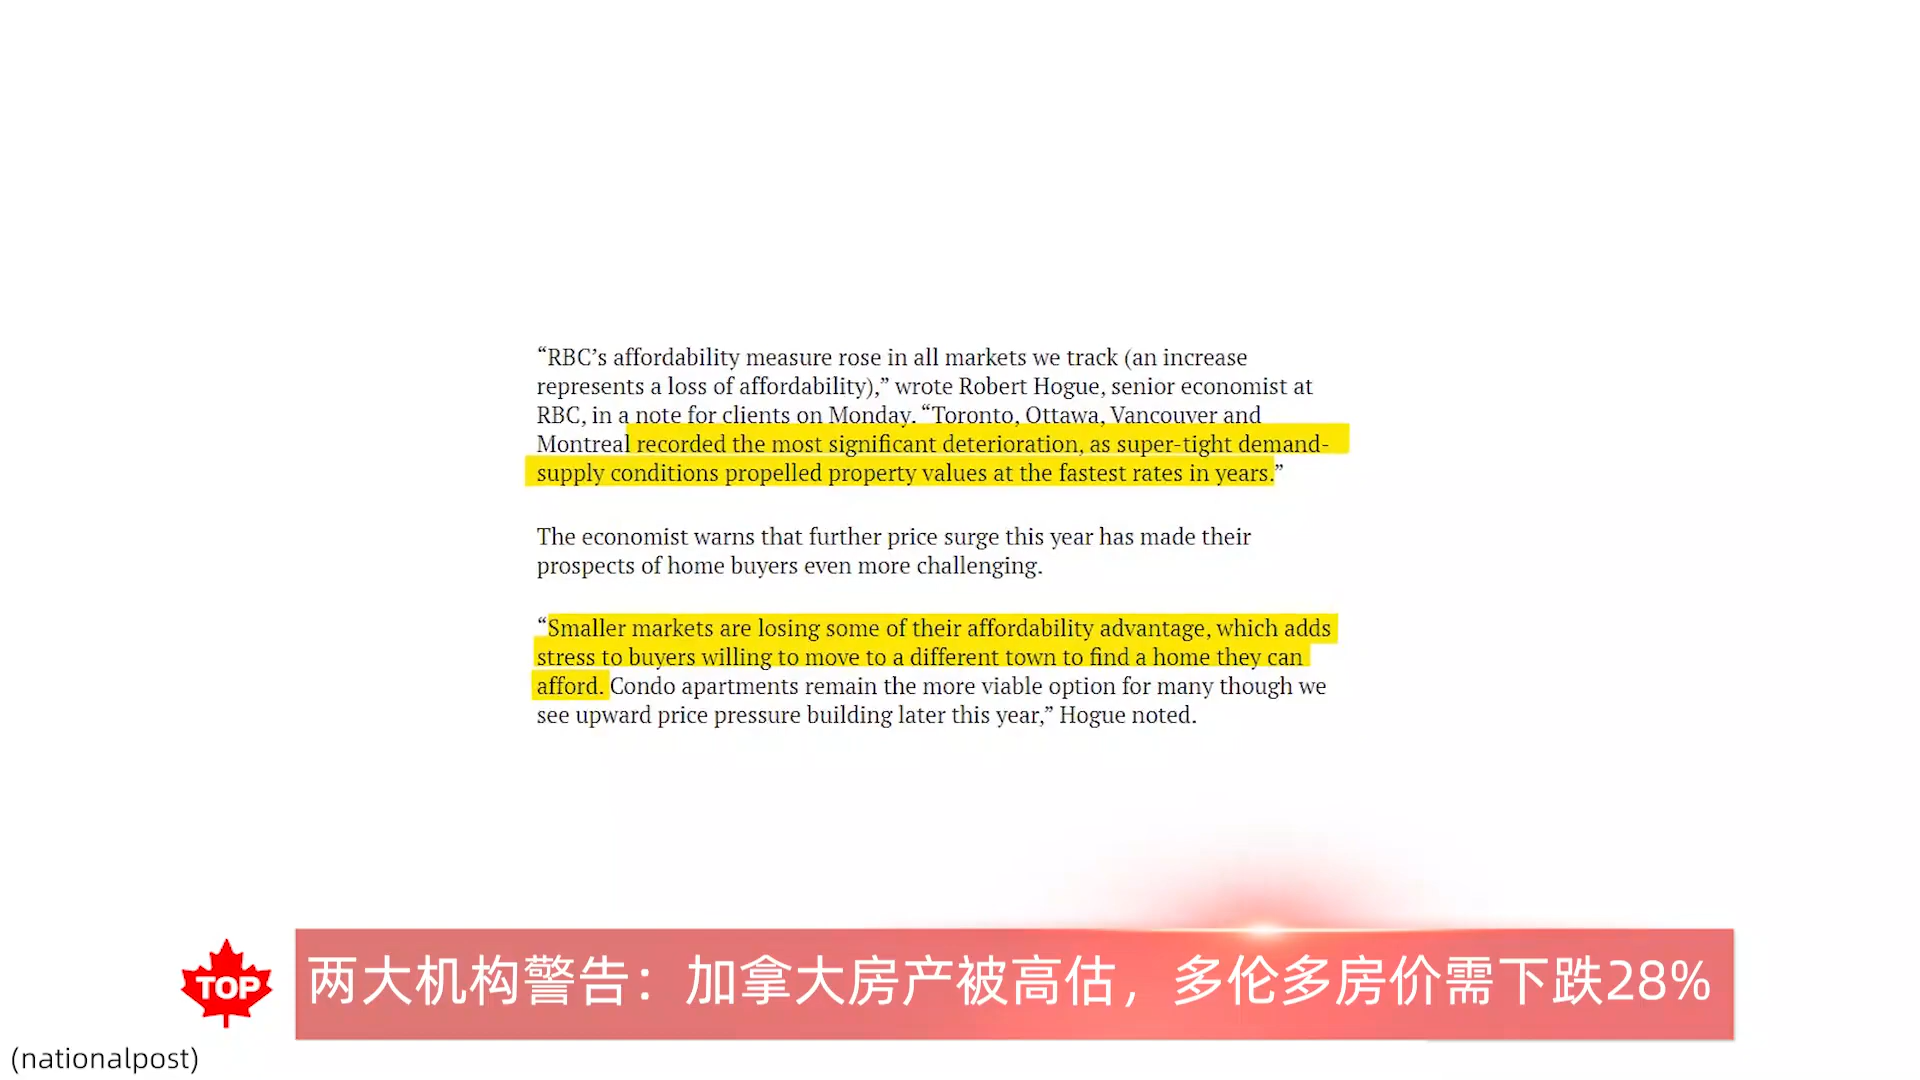 “RBC’s affordability measure rose in all markets we track (an increase
represents a loss of affordability),” wrote Robert Hogue, senior economist at
RBC, in a note for clients on Monday. “Toronto, Ottawa, Vancouver and
Montreal recorded the most significant deterioration, as super-tight demand-
supply conditions propelled property values at the fastest rates in years.”
The economist warns that further price surge this year has made their
prospects of home buyers even more challenging.
“Smaller markets are losing some of their affordability advantage, which adds
stress to buyers willing to move to a different town to find a home they can
afford. Condo apartments remain the more viable option for many though we
see upward price pressure building later this year,” Hogue noted.
TOP
两大机构警告：加拿大房产被高估，多伦多房价需下跌28%
(nationalpost)